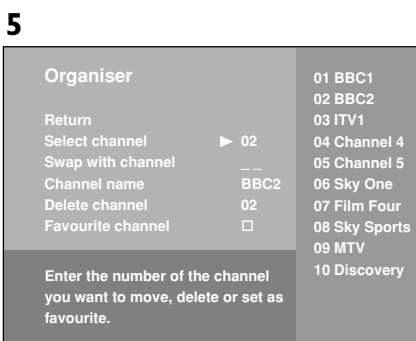 5
Organiser
Return
Select channel ▶ 02
Swap with channel _ _
Channel name BBC2
Delete channel 02
Favourite channel □
Enter the number of the channel
you want to move, delete or set as
favourite.
01 BBC1
02 BBC2
03 ITV1
04 Channel 4
05 Channel 5
06 Sky One
07 Film Four
08 Sky Sports
09 MTV
10 Discovery